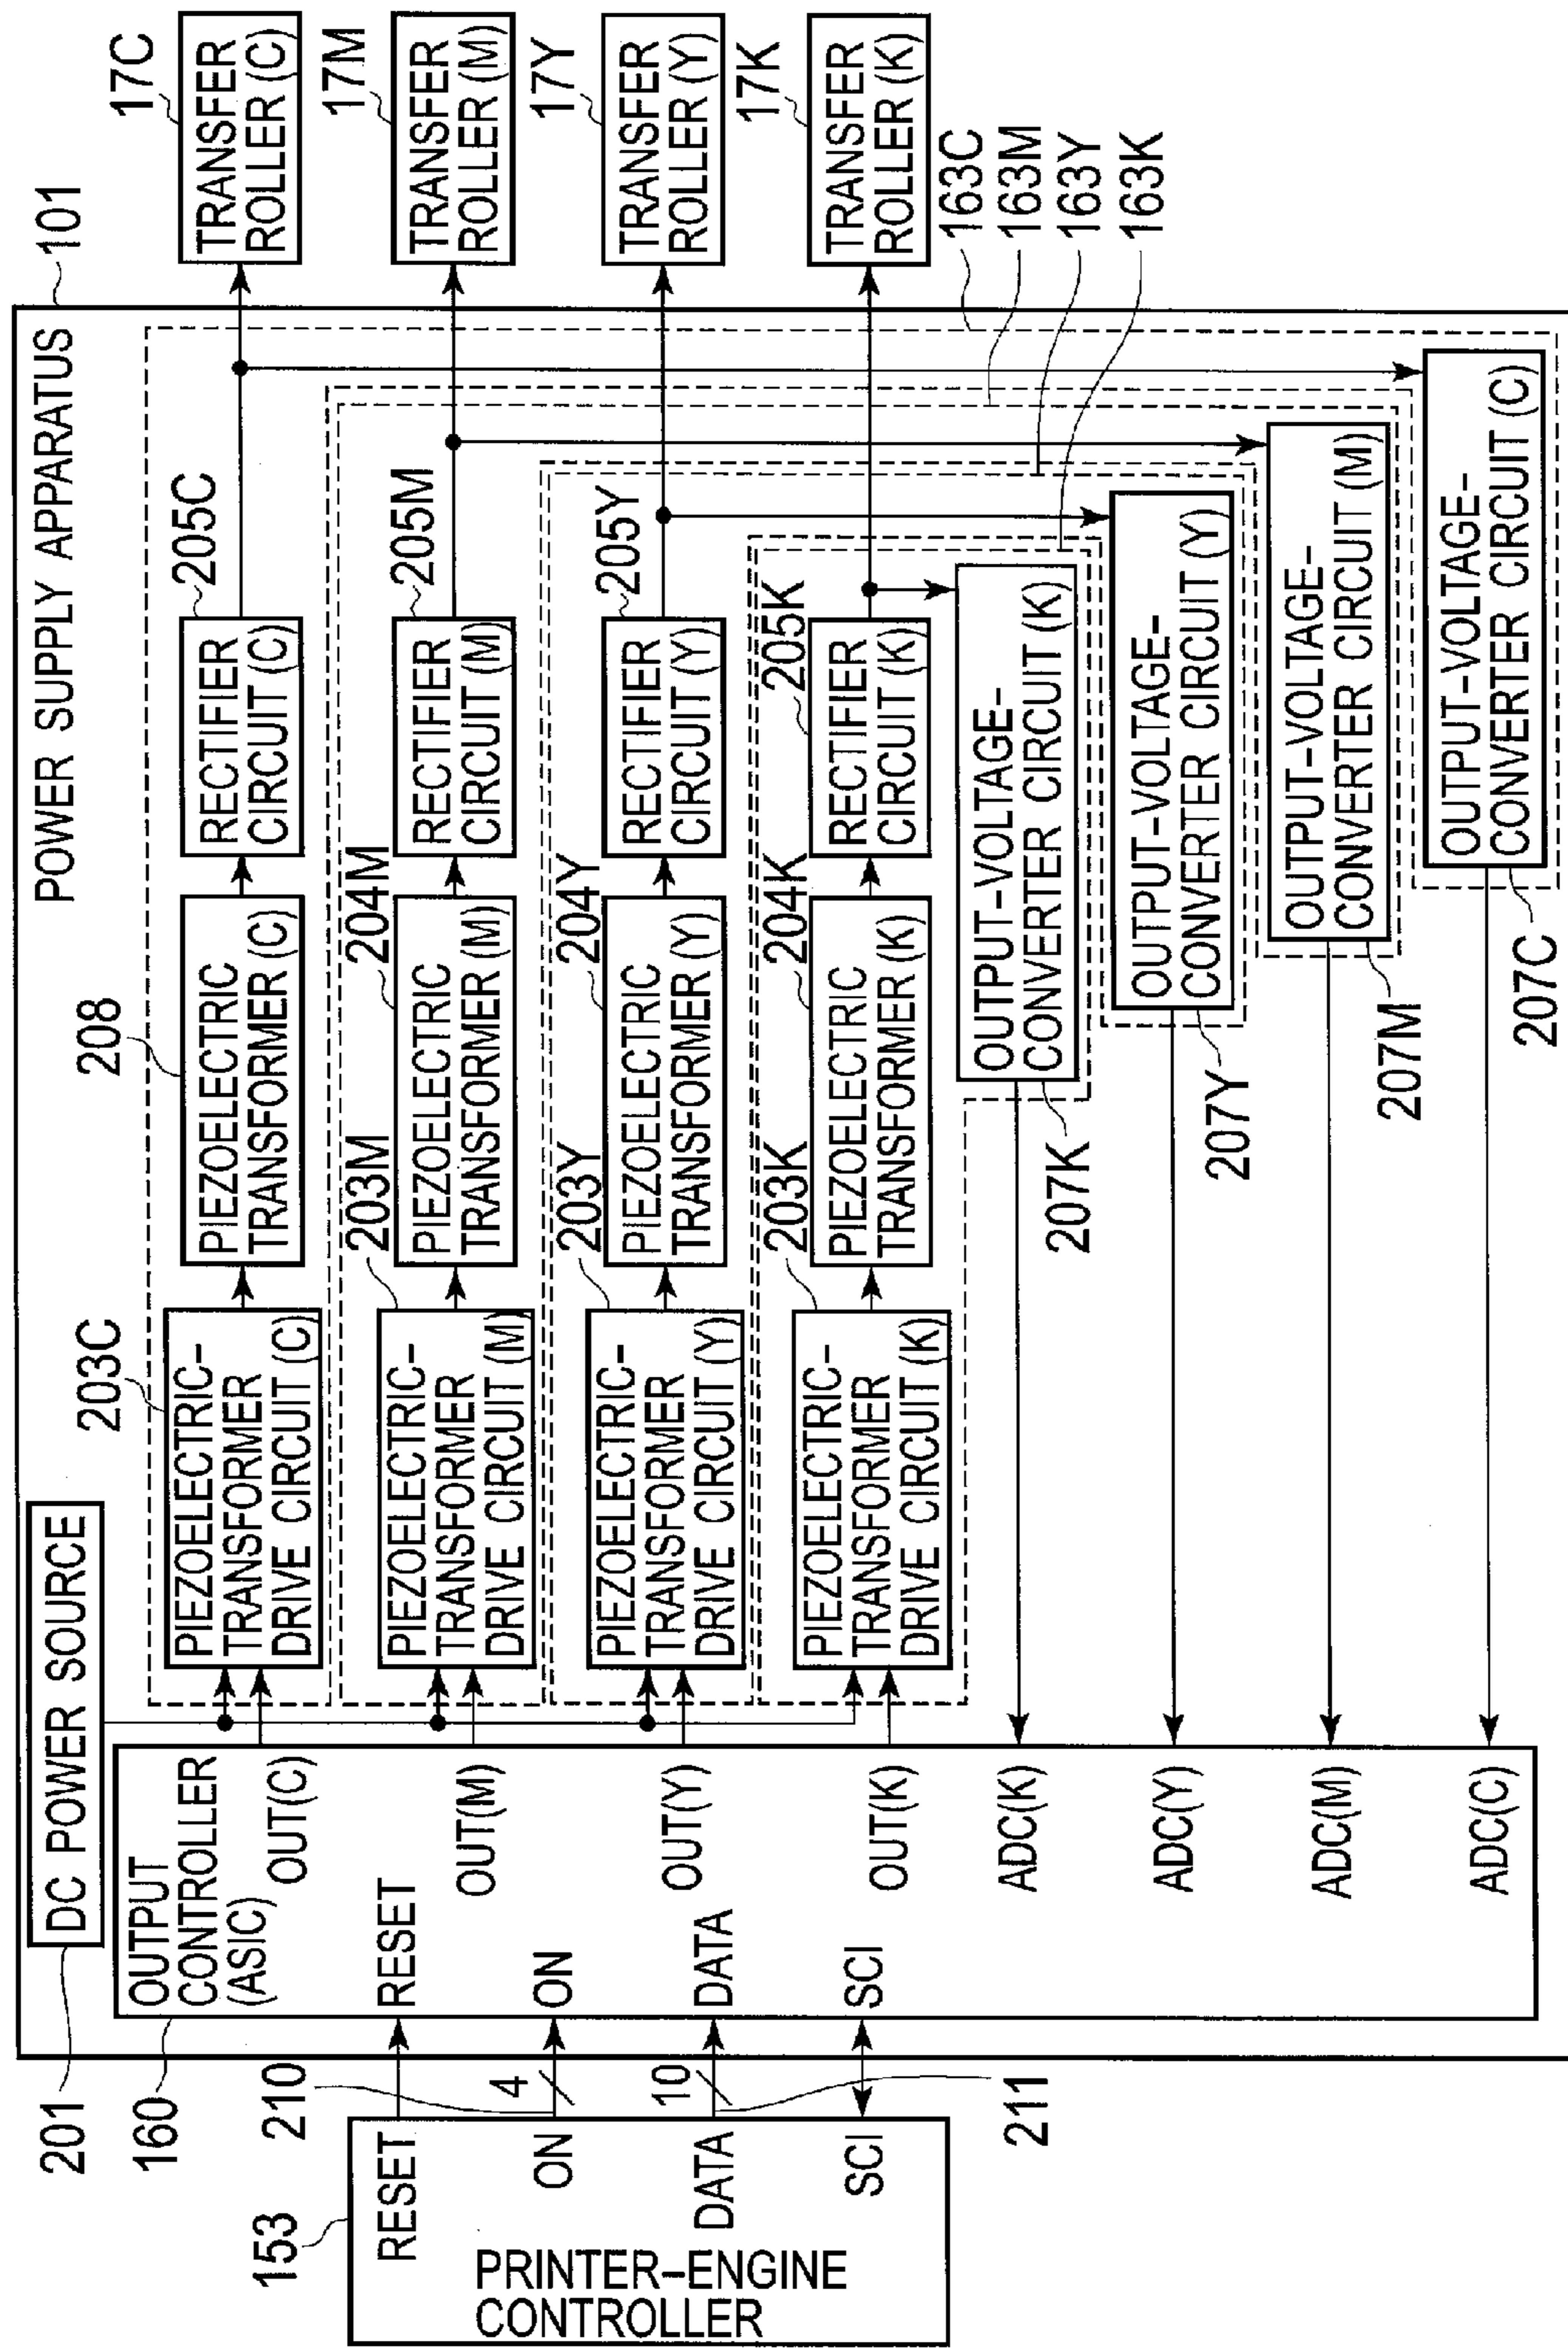 POWER SUPPLY APPARATUS
101
201
DC POWER SOURCE
160
OUTPUT
CONTROLLER
(ASIC)
RESET
ON
DATA
SCI
OUT(C)
OUT(M)
OUT(Y)
OUT(K)
ADC(K)
ADC(Y)
ADC(M)
ADC(C)
153
RESET
ON
DATA
SCI
PRINTER-ENGINE
CONTROLLER
210
4
10
211
203C
PIEZOELECTRIC-
TRANSFORMER
DRIVE CIRCUIT (C)
208
PIEZOELECTRIC
TRANSFORMER (C)
205C
RECTIFIER
CIRCUIT (C)
17C
TRANSFER
ROLLER (C)
203M
PIEZOELECTRIC-
TRANSFORMER
DRIVE CIRCUIT (M)
204M
PIEZOELECTRIC
TRANSFORMER (M)
205M
RECTIFIER
CIRCUIT (M)
17M
TRANSFER
ROLLER (M)
203Y
PIEZOELECTRIC-
TRANSFORMER
DRIVE CIRCUIT (Y)
204Y
PIEZOELECTRIC
TRANSFORMER (Y)
205Y
RECTIFIER
CIRCUIT (Y)
17Y
TRANSFER
ROLLER (Y)
203K
PIEZOELECTRIC-
TRANSFORMER
DRIVE CIRCUIT (K)
204K
PIEZOELECTRIC
TRANSFORMER (K)
205K
RECTIFIER
CIRCUIT (K)
17K
TRANSFER
ROLLER (K)
163C
163M
163Y
163K
OUTPUT-VOLTAGE-
CONVERTER CIRCUIT (K)
207K
OUTPUT-VOLTAGE-
CONVERTER CIRCUIT (Y)
207Y
OUTPUT-VOLTAGE-
CONVERTER CIRCUIT (M)
207M
OUTPUT-VOLTAGE-
CONVERTER CIRCUIT (C)
207C